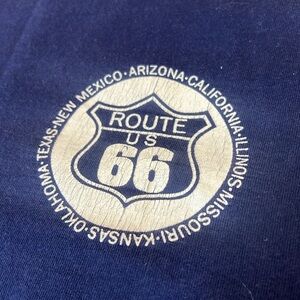 ROUTE
US
66
OKLAHOMA·TEXAS·NEW MEXICO·ARIZONA·CALIFORNIA·ILLINOIS·MISSOURI·KANSAS·